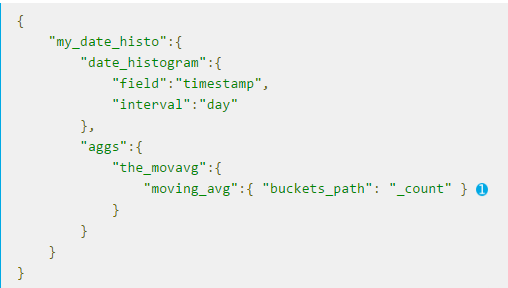 {
    "my_date_histo":{
        "date_histogram":{
            "field":"timestamp",
            "interval":"day"
        },
        "aggs":{
            "the_movavg":{
                "moving_avg":{ "buckets_path": "_count" } 1
            }
        }
    }
}